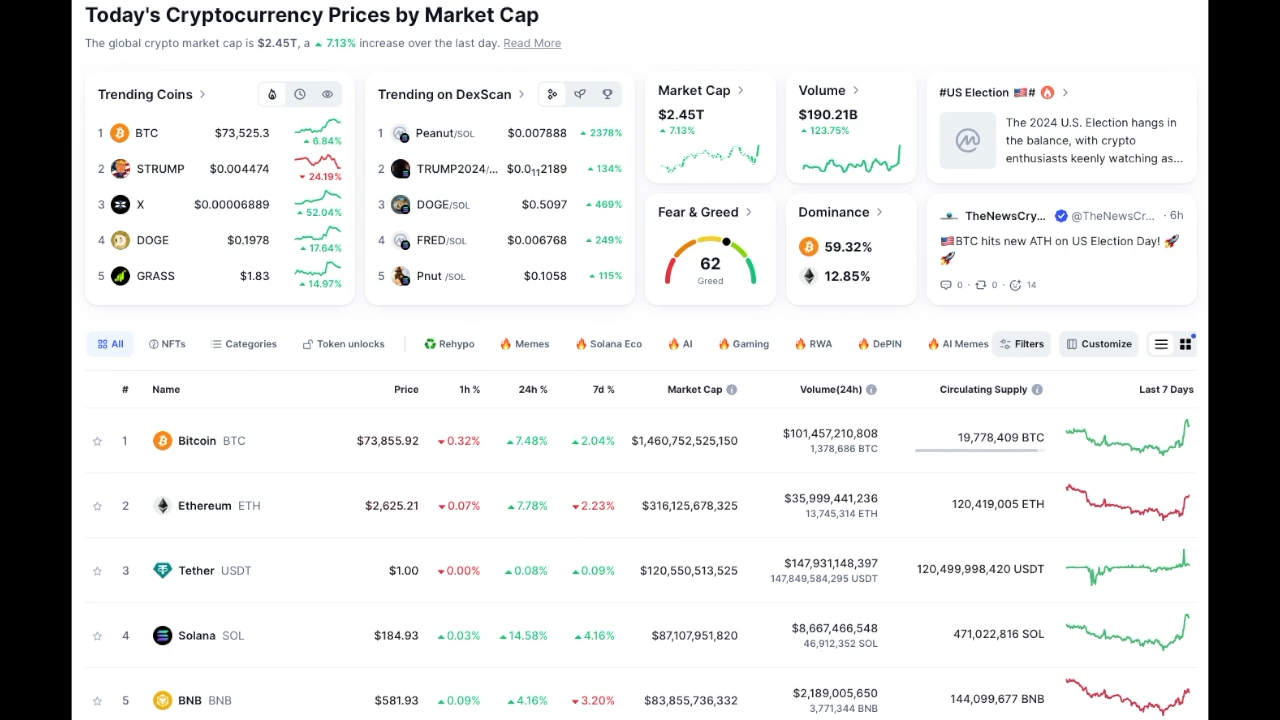 Today's Cryptocurrency Prices by Market Cap
The global crypto market cap is $2.45T, a ▲ 7.13% increase over the last day. Read More
Trending Coins >
1 BTC $73,525.3 ▲ 6.84%
2 STRUMP $0.004474 ▼ 24.19%
3 X $0.00006889 ▲ 52.04%
4 DOGE $0.1978 ▲ 17.64%
5 GRASS $1.83 ▲ 14.97%
Trending on DexScan >
1 Peanut/SOL $0.007888 ▲ 2378%
2 TRUMP2024/... $0.0₁₁2189 ▲ 134%
3 DOGE/SOL $0.5097 ▲ 469%
4 FRED/SOL $0.006768 ▲ 249%
5 Pnut /SOL $0.1058 ▲ 115%
Market Cap >
$2.45T
▲ 7.13%
Volume >
$190.21B
▲ 123.75%
Fear & Greed >
62
Greed
Dominance >
59.32%
12.85%
#US Election 🇺🇸# 🔥 >
The 2024 U.S. Election hangs in
the balance, with crypto
enthusiasts keenly watching as...
TheNewsCry... @TheNewsCr... · 6h
🇺🇸BTC hits new ATH on US Election Day! 🚀
🚀
0 · 0 · 14
All NFTs Categories Token unlocks Rehypo Memes Solana Eco AI Gaming RWA DePIN AI Memes Filters Customize
# Name Price 1h % 24h % 7d % Market Cap Volume(24h) Circulating Supply Last 7 Days
1 Bitcoin BTC $73,855.92 ▼0.32% ▲7.48% ▲2.04% $1,460,752,525,150 $101,457,210,808 19,778,409 BTC
1,378,686 BTC
2 Ethereum ETH $2,625.21 ▼0.07% ▲7.78% ▼2.23% $316,125,678,325 $35,999,441,236 120,419,005 ETH
13,745,314 ETH
3 Tether USDT $1.00 ▼0.00% ▲0.08% ▲0.09% $120,550,513,525 $147,931,148,397 120,499,998,420 USDT
147,849,584,295 USDT
4 Solana SOL $184.93 ▲0.03% ▲14.58% ▲4.16% $87,107,951,820 $8,667,466,548 471,022,816 SOL
46,912,352 SOL
5 BNB BNB $581.93 ▲0.09% ▲4.16% ▼3.20% $83,855,736,332 $2,189,005,650 144,099,677 BNB
3,771,344 BNB